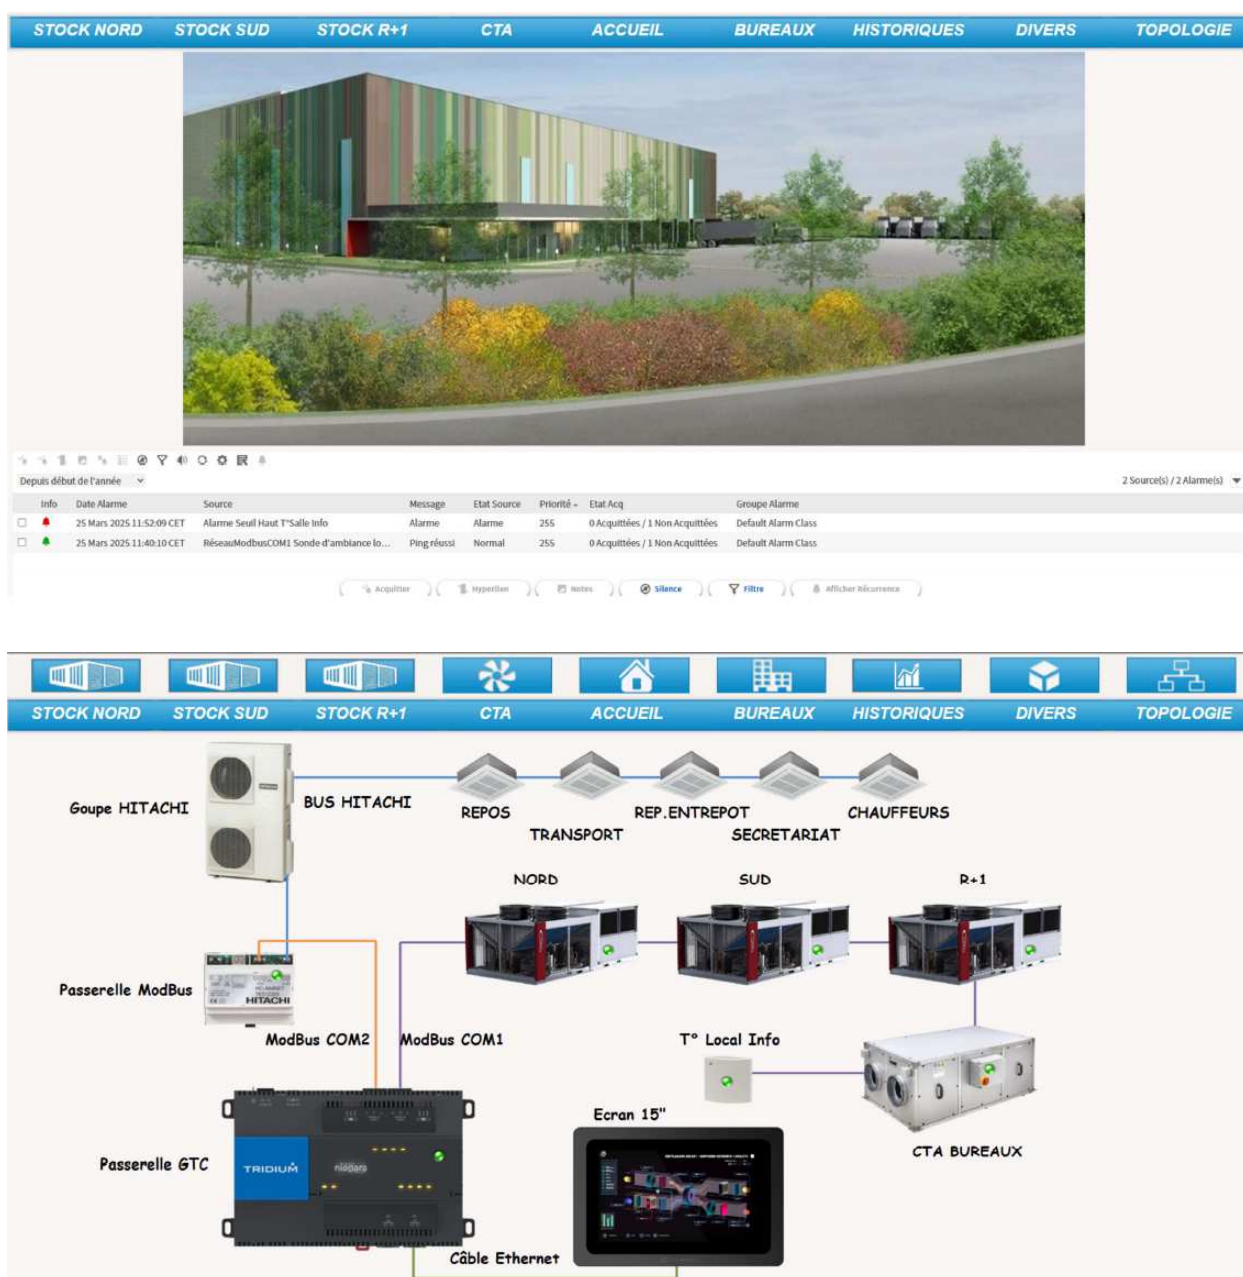 STOCK NORD STOCK SUD STOCK R+1 CTA ACCUEIL BUREAUX HISTORIQUES DIVERS TOPOLOGIE
Depuis début de l'année 2 Source(s) / 2 Alarme(s)
Info Date Alarme Source Message Etat Source Priorité Etat Acq Groupe Alarme
25 Mars 2025 11:52:09 CET Alarme Seuil Haut T°Salle Info Alarme Alarme 255 0 Acquittées / 1 Non Acquittées Default Alarm Class
25 Mars 2025 11:40:10 CET RéseauModbusCOM1 Sonde d'ambiance lo... Ping réussi Normal 255 0 Acquittées / 1 Non Acquittées Default Alarm Class
Acquitter Hyperlien Notes Silence Filtre Afficher Récurrence
STOCK NORD STOCK SUD STOCK R+1 CTA ACCUEIL BUREAUX HISTORIQUES DIVERS TOPOLOGIE
Goupe HITACHI
BUS HITACHI
REPOS
TRANSPORT
REP.ENTREPOT
SECRETARIAT
CHAUFFEURS
NORD
SUD
R+1
Passerelle ModBus
HITACHI
ModBus COM2
ModBus COM1
T° Local Info
Ecran 15"
CTA BUREAUX
Passerelle GTC
TRIDIUM
niagara
Câble Ethernet